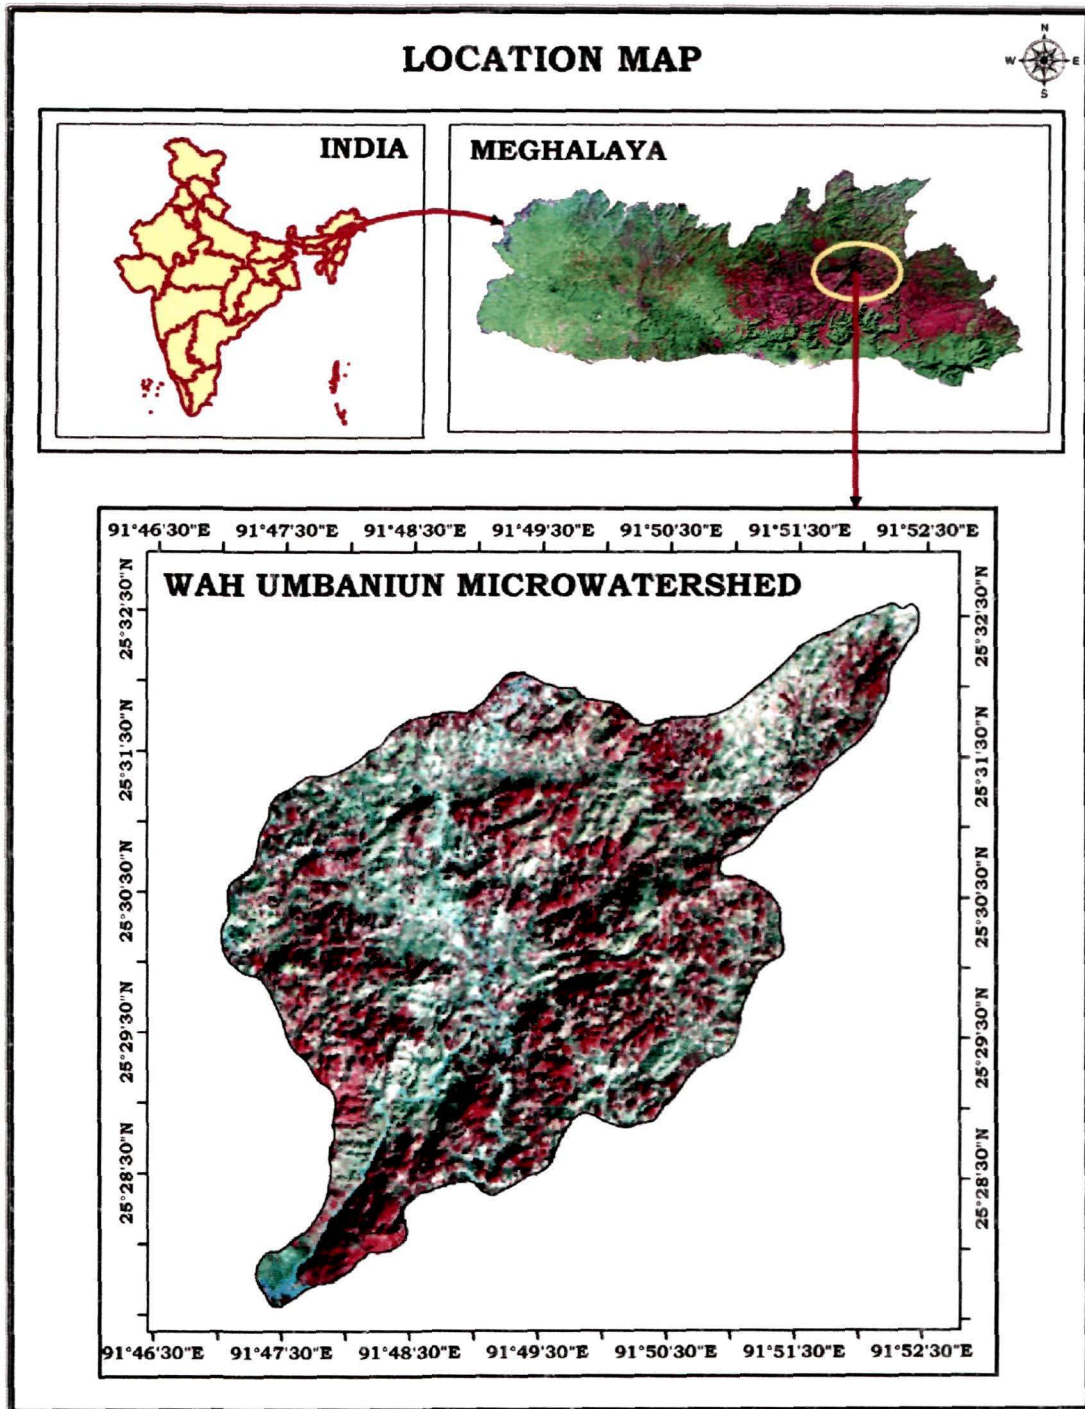 LOCATION MAP
N
W E
S
INDIA
MEGHALAYA
91°46'30"E 91°47'30"E 91°48'30"E 91°49'30"E 91°50'30"E 91°51'30"E 91°52'30"E
WAH UMBANIUN MICROWATERSHED
25°32'30"N
25°31'30"N
25°30'30"N
25°29'30"N
25°28'30"N
25°32'30"N
25°31'30"N
25°30'30"N
25°29'30"N
25°28'30"N
91°46'30"E 91°47'30"E 91°48'30"E 91°49'30"E 91°50'30"E 91°51'30"E 91°52'30"E